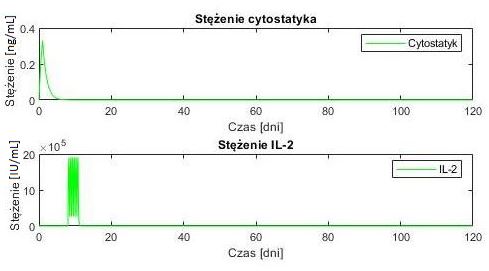 Stężenie cytostatyka
Stężenie [ng/mL]
0.4
0.2
0
Cytostatyk
0 20 40 60 80 100 120
Czas [dni]
Stężenie IL-2
Stężenie [IU/mL]
×10⁵
20
10
0
IL-2
0 20 40 60 80 100 120
Czas [dni]